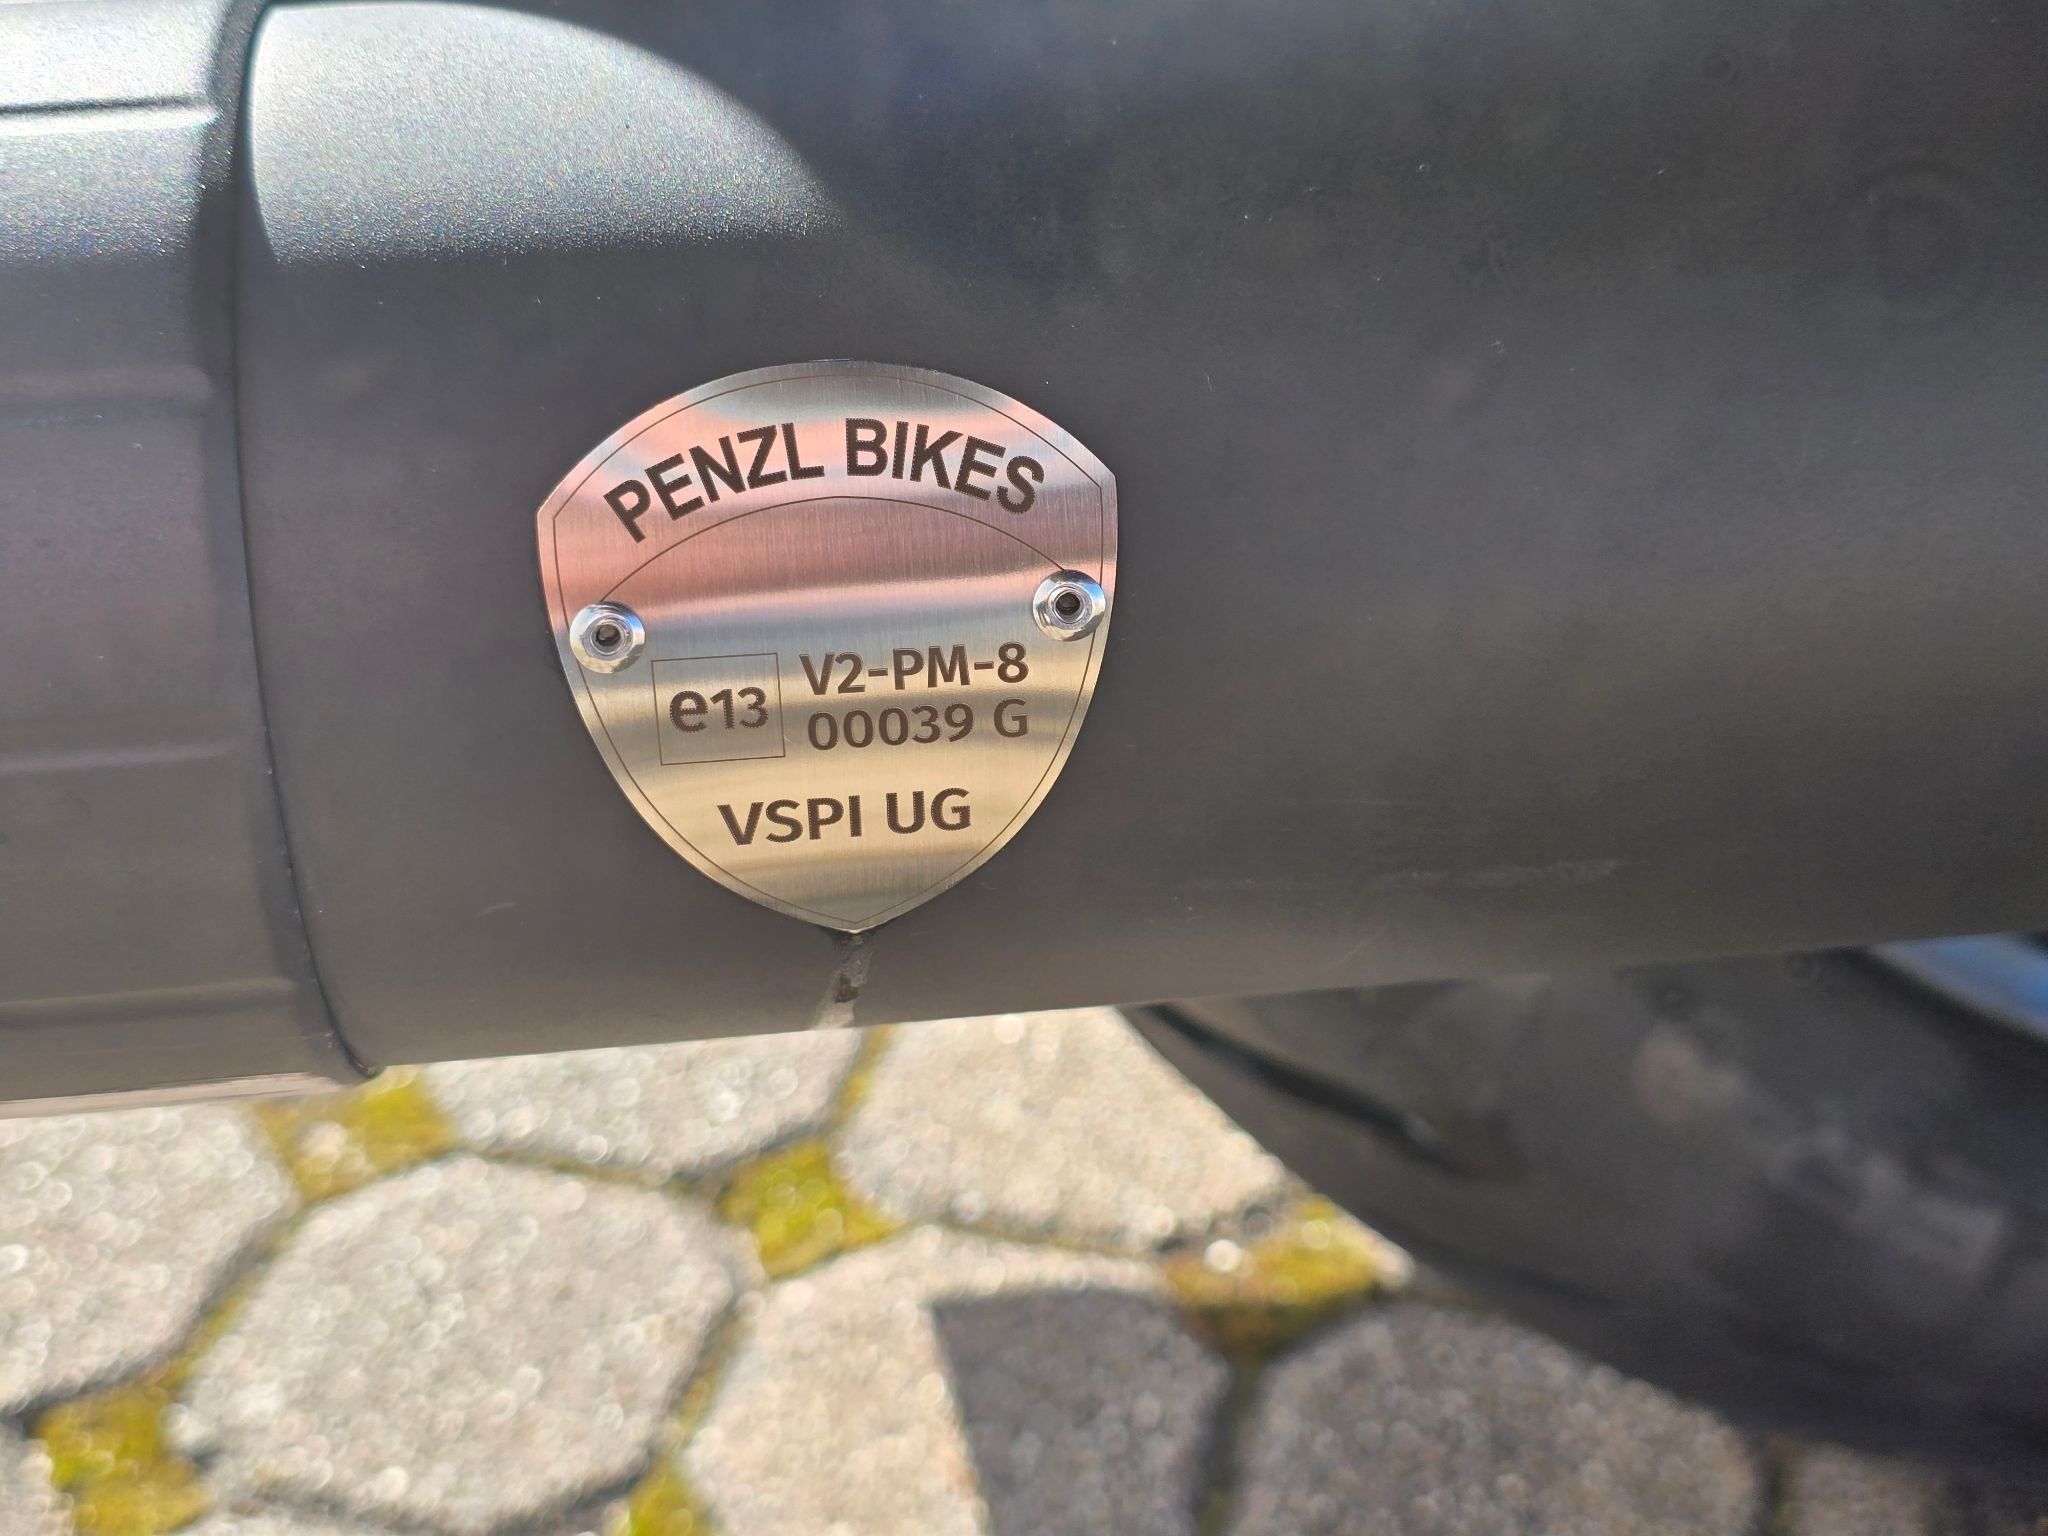 PENZL BIKES
e13
V2-PM-8
00039 G
VSPI UG